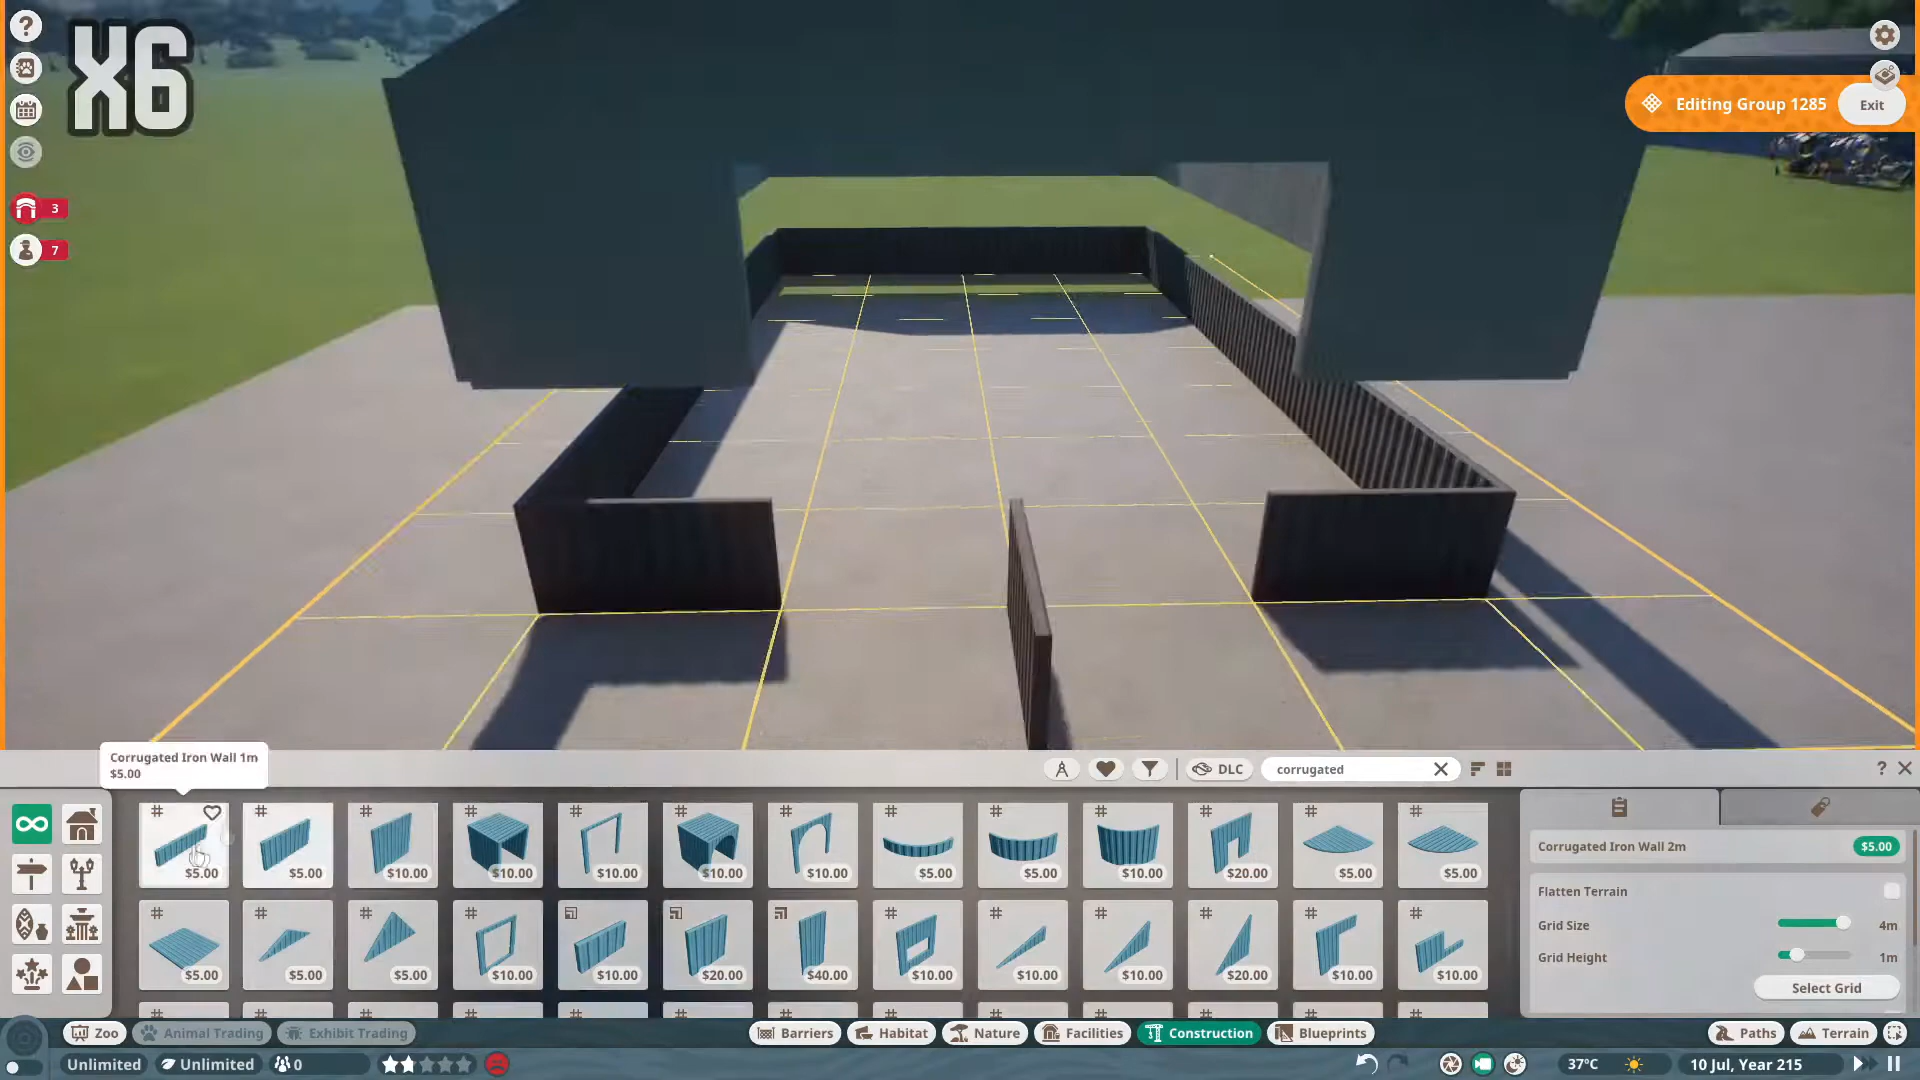 X6
Editing Group 1285
Exit
3
7
Corrugated Iron Wall 1m
$5.00
DLC
corrugated
?
$5.00 $5.00 $10.00 $10.00 $10.00 $10.00 $10.00 $5.00 $5.00 $10.00 $20.00 $5.00 $5.00
$5.00 $5.00 $5.00 $10.00 $10.00 $20.00 $40.00 $10.00 $10.00 $10.00 $20.00 $10.00 $10.00
Corrugated Iron Wall 2m $5.00
Flatten Terrain
Grid Size 4m
Grid Height 1m
Select Grid
Zoo Animal Trading Exhibit Trading Barriers Habitat Nature Facilities Construction Blueprints Paths Terrain
Unlimited Unlimited 0 37°C 10 Jul, Year 215